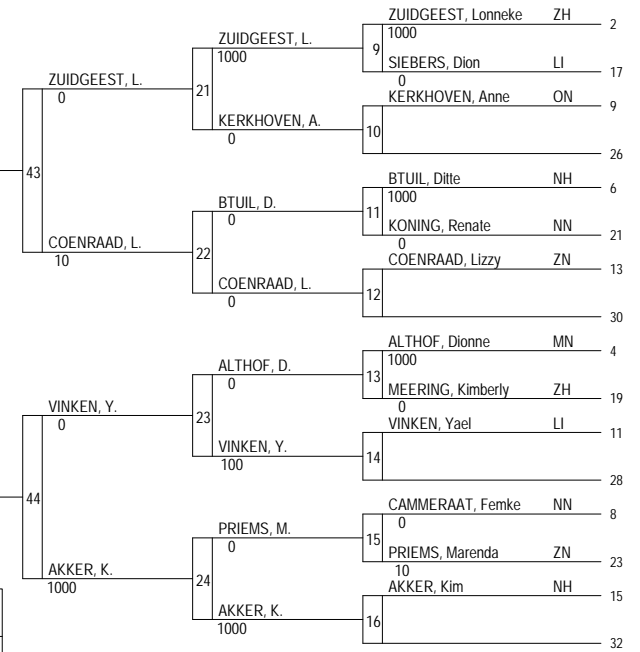 ZUIDGEEST, Lonneke ZH 2
ZUIDGEEST, L. 1000
1000 9
SIEBERS, Dion LI 17
ZUIDGEEST, L. 0
0 21 KERKHOVEN, Anne ON 9
KERKHOVEN, A. 10
0
26
43
BTUIL, Ditte NH 6
BTUIL, D. 1000
0 11
KONING, Renate NN 21
COENRAAD, L. 0
10 22 COENRAAD, Lizzy ZN 13
COENRAAD, L. 12
0
30
ALTHOF, Dionne MN 4
ALTHOF, D. 1000
0 13
MEERING, Kimberly ZH 19
VINKEN, Y. 0
0 23 VINKEN, Yael LI 11
VINKEN, Y. 14
100
28
44
CAMMERAAT, Femke NN 8
PRIEMS, M. 0
0 15
PRIEMS, Marenda ZN 23
AKKER, K. 10
1000 24 AKKER, Kim NH 15
AKKER, K. 16
1000
32